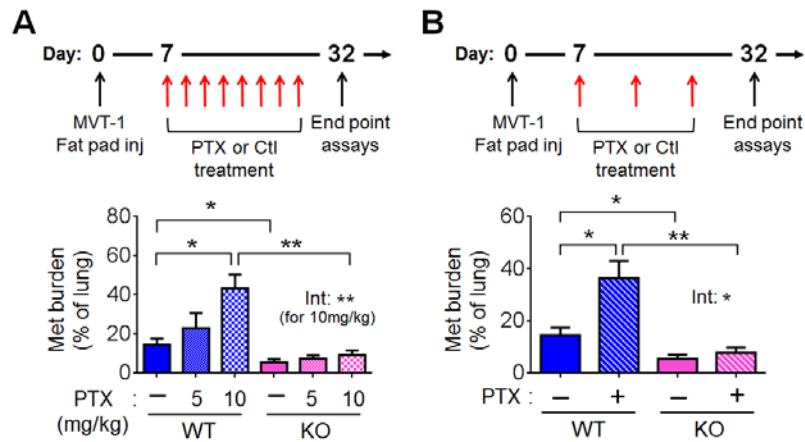 A
Day: 0 7 32
MVT-1
Fat pad inj
PTX or Ctl
treatment
End point
assays
Met burden
(% of lung)
80
60
40
20
0
*
*
**
Int: **
(for 10mg/kg)
PTX : – 5 10 – 5 10
(mg/kg)
WT KO
B
Day: 0 7 32
MVT-1
Fat pad inj
PTX or Ctl
treatment
End point
assays
Met burden
(% of lung)
60
40
20
0
*
*
**
Int: *
PTX : – + – +
WT KO